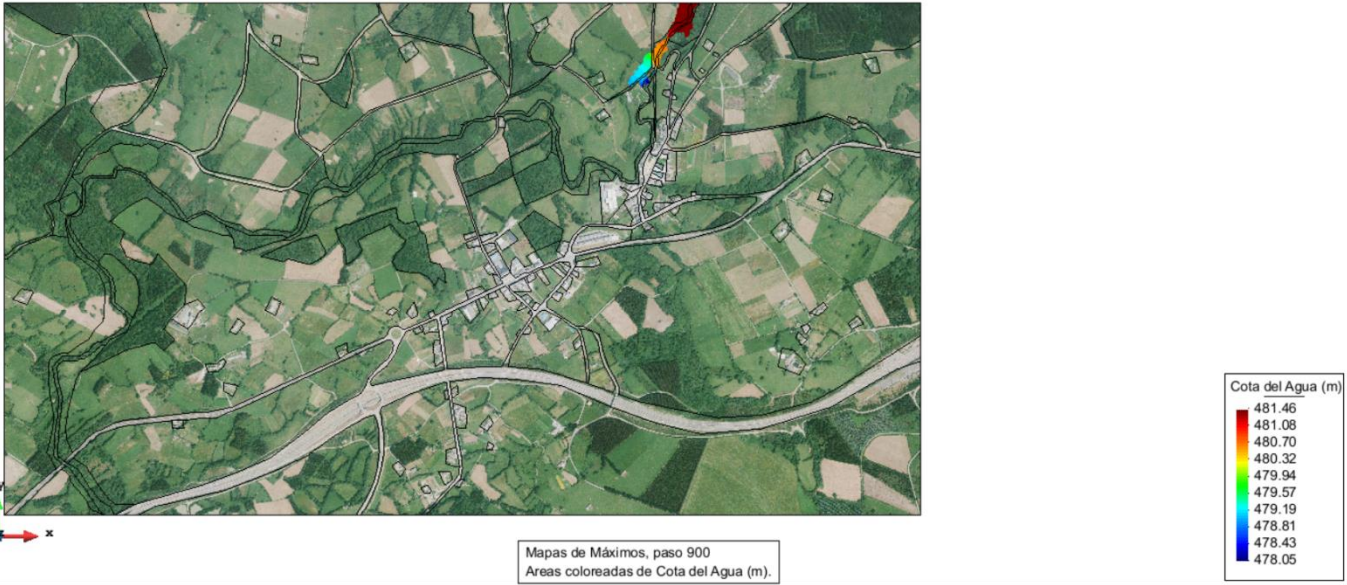 Cota del Agua (m)
481.46
481.08
480.70
480.32
479.94
479.57
479.19
478.81
478.43
478.05
x
Mapas de Máximos, paso 900
Areas coloreadas de Cota del Agua (m).